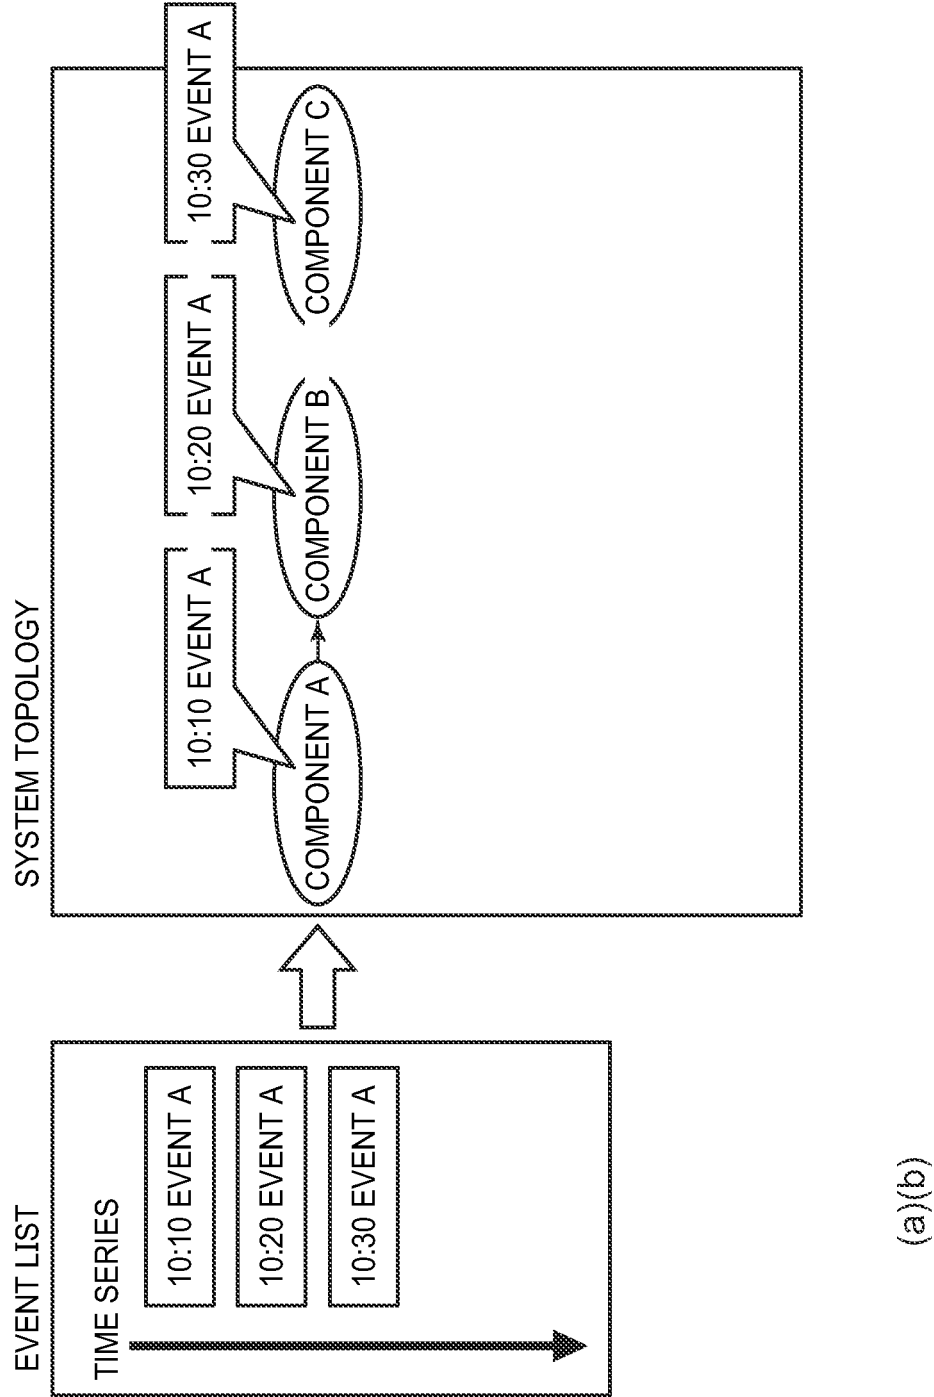 EVENT LIST
TIME SERIES
10:10 EVENT A
10:20 EVENT A
10:30 EVENT A
SYSTEM TOPOLOGY
10:10 EVENT A
10:20 EVENT A
10:30 EVENT A
COMPONENT A
COMPONENT B
COMPONENT C
(a)(b)